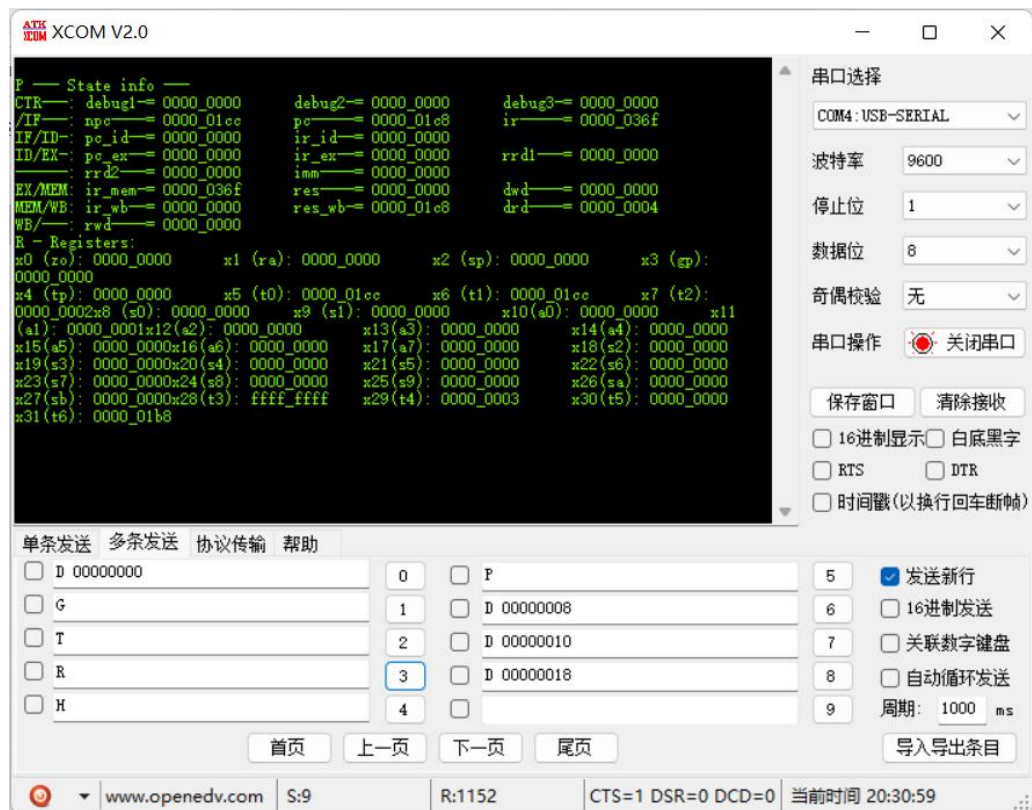 ATK XCOM XCOM V2.0
P — State info —
CTR——: debug1-= 0000_0000 debug2-= 0000_0000 debug3-= 0000_0000
/IF——: npc———= 0000_01cc pc———= 0000_01c8 ir———= 0000_036f
IF/ID-: pc_id——= 0000_0000 ir_id——= 0000_0000
ID/EX-: pc_ex——= 0000_0000 ir_ex——= 0000_0000 rrd1——= 0000_0000
———: rrd2——= 0000_0000 imm———= 0000_0000
EX/MEM: ir_mem-= 0000_036f res———= 0000_0000 dwd———= 0000_0000
MEM/WB: ir_wb——= 0000_0000 res_wb-= 0000_01c8 drd———= 0000_0004
WB/——: rwd———= 0000_0000
R - Registers:
x0 (zo): 0000_0000 x1 (ra): 0000_0000 x2 (sp): 0000_0000 x3 (gp):
0000_0000
x4 (tp): 0000_0000 x5 (t0): 0000_01cc x6 (t1): 0000_01cc x7 (t2):
0000_0002x8 (s0): 0000_0000 x9 (s1): 0000_0000 x10(a0): 0000_0000 x11
(a1): 0000_0001x12(a2): 0000_0000 x13(a3): 0000_0000 x14(a4): 0000_0000
x15(a5): 0000_0000x16(a6): 0000_0000 x17(a7): 0000_0000 x18(s2): 0000_0000
x19(s3): 0000_0000x20(s4): 0000_0000 x21(s5): 0000_0000 x22(s6): 0000_0000
x23(s7): 0000_0000x24(s8): 0000_0000 x25(s9): 0000_0000 x26(sa): 0000_0000
x27(sb): 0000_0000x28(t3): ffff_ffff x29(t4): 0000_0003 x30(t5): 0000_0000
x31(t6): 0000_01b8
串口选择
COM4:USB-SERIAL
波特率 9600
停止位 1
数据位 8
奇偶校验 无
串口操作 关闭串口
保存窗口 清除接收
16进制显示 白底黑字
RTS DTR
时间戳(以换行回车断帧)
单条发送 多条发送 协议传输 帮助
D 00000000 0 P 5 发送新行
G 1 D 00000008 6 16进制发送
T 2 D 00000010 7 关联数字键盘
R 3 D 00000018 8 自动循环发送
H 4 9 周期: 1000 ms
首页 上一页 下一页 尾页 导入导出条目
www.openedv.com S:9 R:1152 CTS=1 DSR=0 DCD=0 当前时间 20:30:59